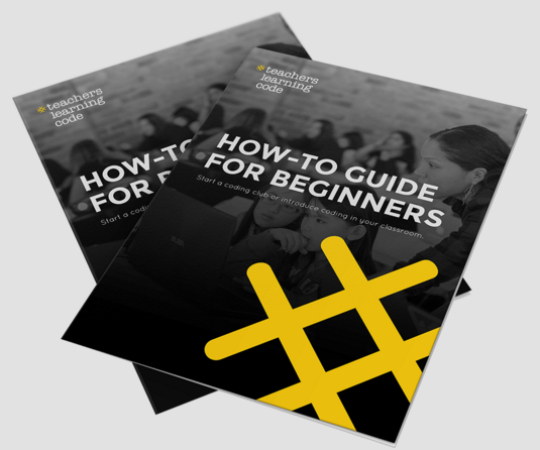 teachers
learning
code
HOW-TO
FOR
Start a
teachers
learning
code
HOW-TO GUIDE
FOR BEGINNERS
Start a coding club or introduce coding in your classroom.